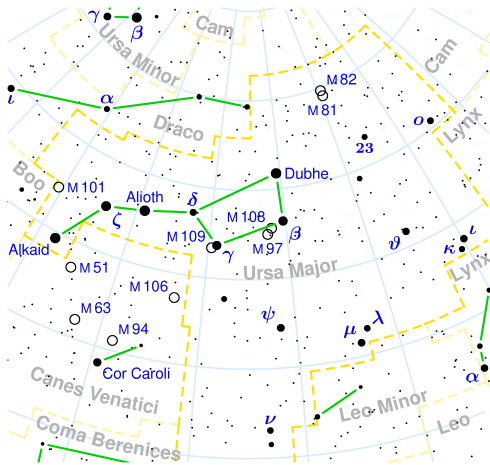 γ
β
Ursa Minor
Cam
Cam
M 82
M 81
ι
α
Draco
ο
Lynx
23
Boo
M 101
Alioth
δ
Dubhe
ζ
M 108
β
M 109
γ
M 97
Alkaid
ϑ
ι
κ
Lynx
M 51
Ursa Major
M 106
M 63
M 94
ψ
λ
μ
Cor Caroli
α
Canes Venatici
Leo Minor
Leo
ν
Coma Berenices